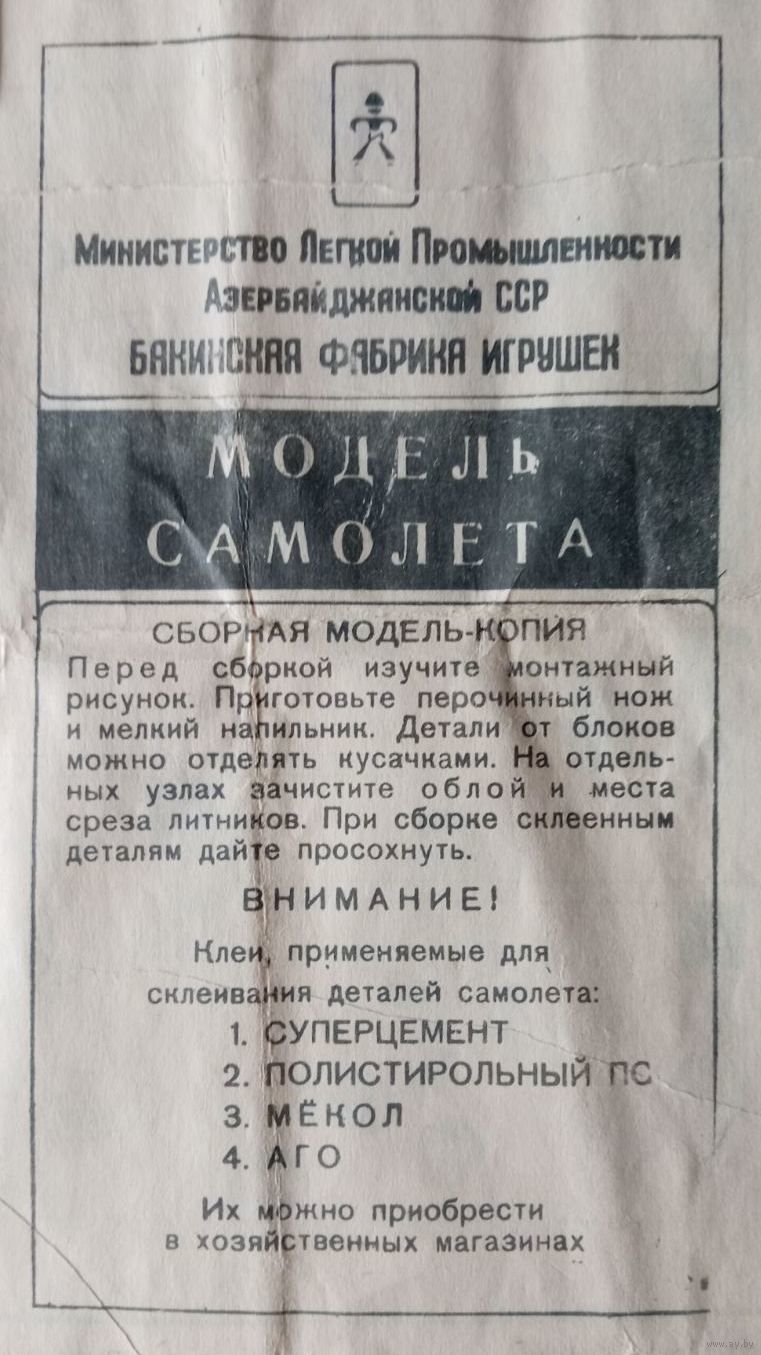 Министерство Легкой Промышленности
Азербайджанской ССР
БАКИНСКАЯ ФАБРИКА ИГРУШЕК
МОДЕЛЬ
САМОЛЕТА
СБОРНАЯ МОДЕЛЬ-КОПИЯ
Перед сборкой изучите монтажный
рисунок. Приготовьте перочинный нож
и мелкий напильник. Детали от блоков
можно отделять кусачками. На отдель-
ных узлах зачистите облой и места
среза литников. При сборке склеенным
деталям дайте просохнуть.
ВНИМАНИЕ!
Клеи, применяемые для
склеивания деталей самолета:
1. СУПЕРЦЕМЕНТ
2. ПОЛИСТИРОЛЬНЫЙ ПС
3. МЁКОЛ
4. АГО
Их можно приобрести
в хозяйственных магазинах
www.ay.by